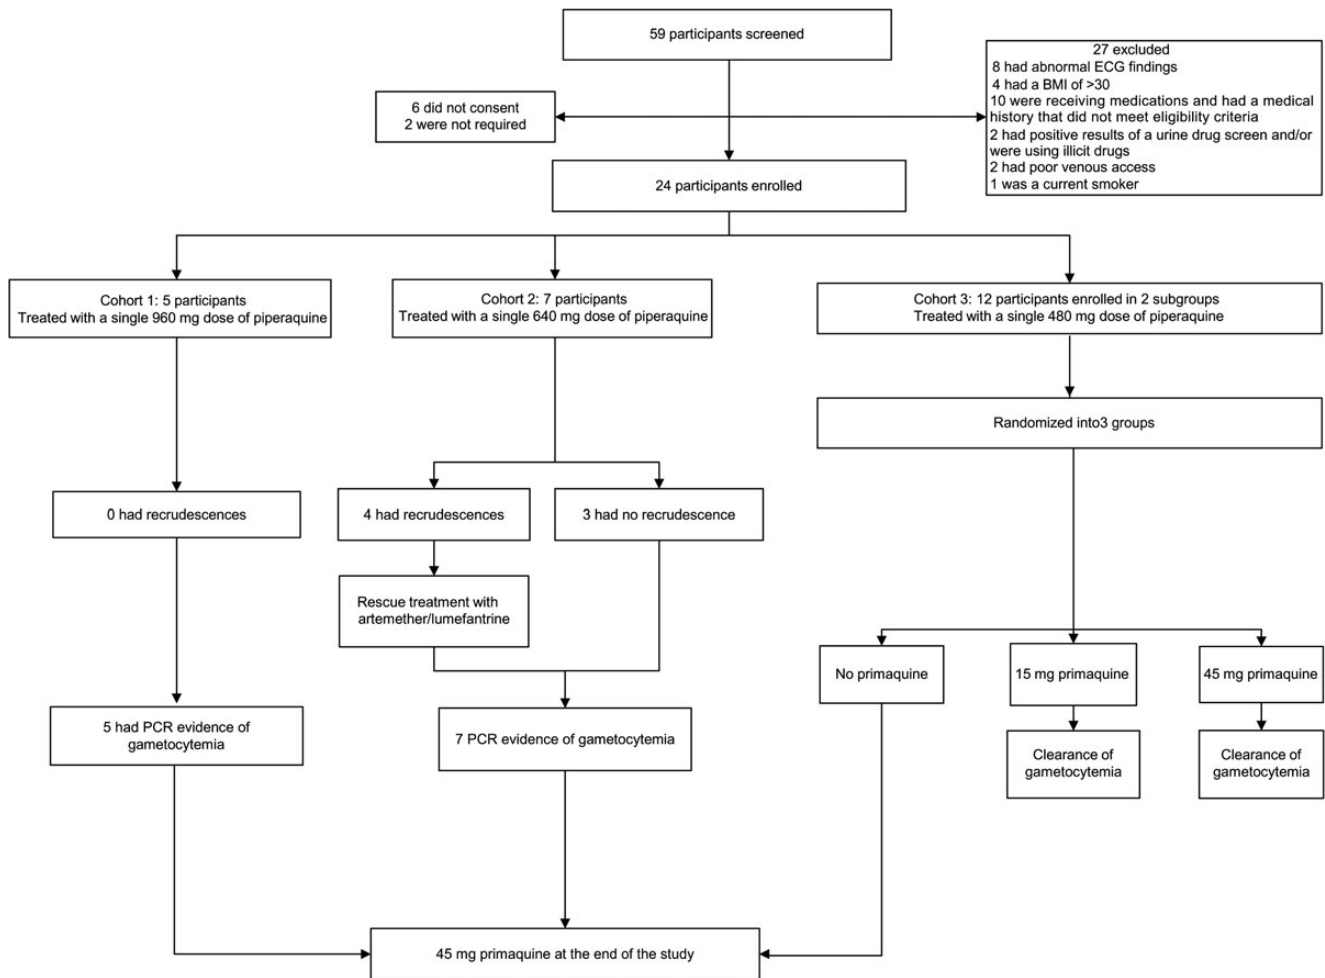 59 participants screened
27 excluded
8 had abnormal ECG findings
4 had a BMI of >30
10 were receiving medications and had a medical
history that did not meet eligibility criteria
2 had positive results of a urine drug screen and/or
were using illicit drugs
2 had poor venous access
1 was a current smoker
6 did not consent
2 were not required
24 participants enrolled
Cohort 1: 5 participants
Treated with a single 960 mg dose of piperaquine
Cohort 2: 7 participants
Treated with a single 640 mg dose of piperaquine
Cohort 3: 12 participants enrolled in 2 subgroups
Treated with a single 480 mg dose of piperaquine
Randomized into3 groups
0 had recrudescences
4 had recrudescences
3 had no recrudescence
Rescue treatment with
artemether/lumefantrine
No primaquine
15 mg primaquine
45 mg primaquine
5 had PCR evidence of
gametocytemia
7 PCR evidence of gametocytemia
Clearance of
gametocytemia
Clearance of
gametocytemia
45 mg primaquine at the end of the study